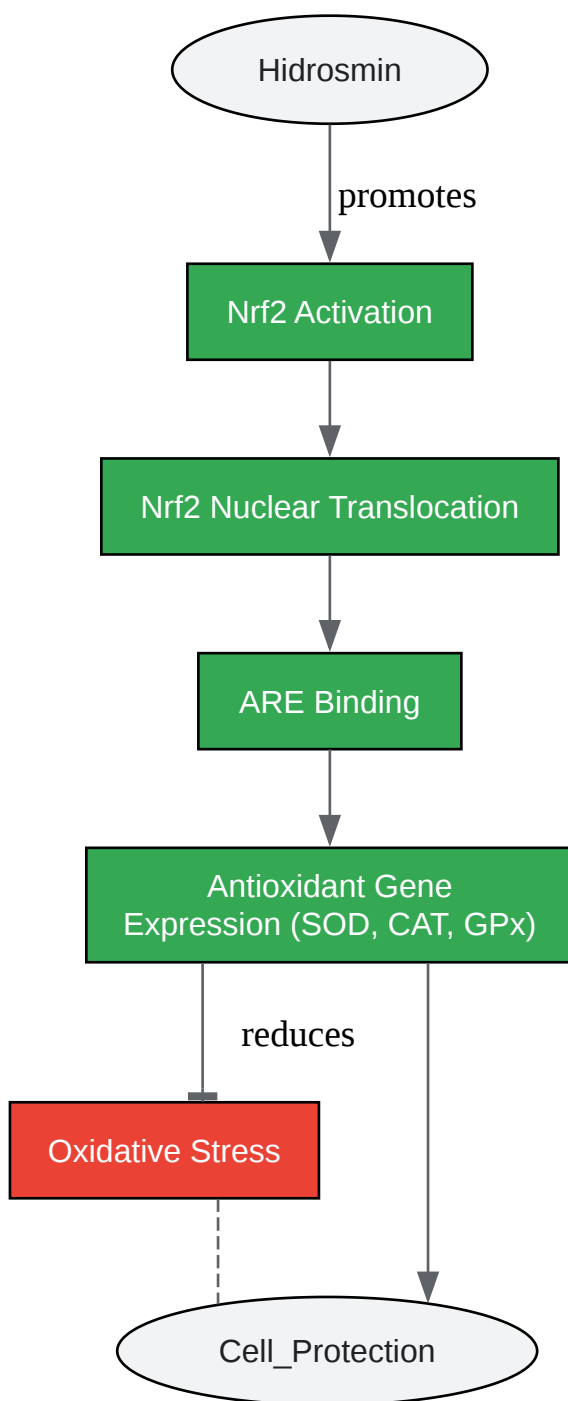 Hidrosmin
promotes
Nrf2 Activation
Nrf2 Nuclear Translocation
ARE Binding
Antioxidant Gene
Expression (SOD, CAT, GPx)
reduces
Oxidative Stress
Cell_Protection